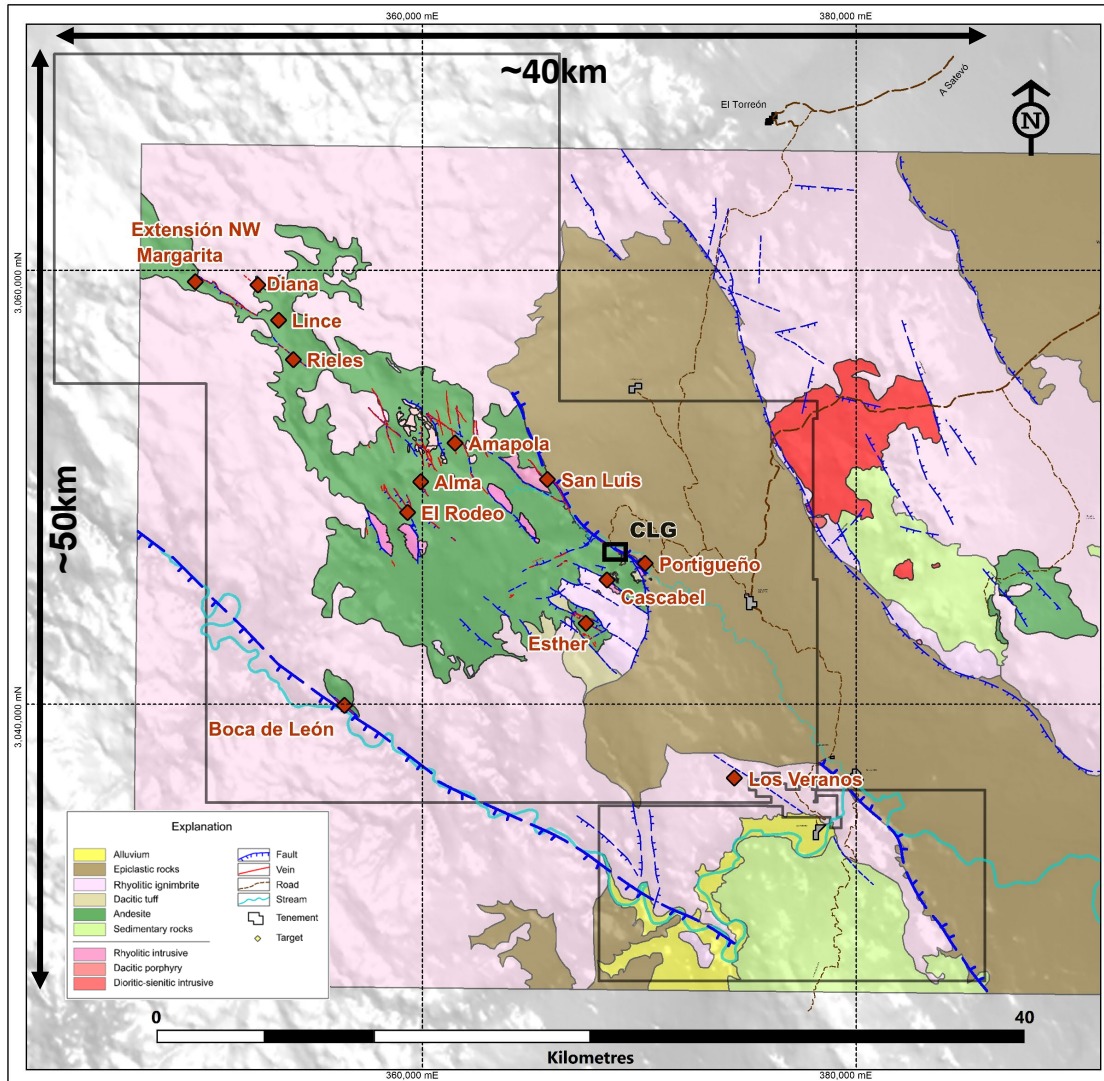 360,000 mE
380,000 mE
~40km
El Torreón
A Satevó
N
Extensión NW
Margarita
3,060,000 mN
Diana
Lince
Rieles
Amapola
Alma
San Luis
El Rodeo
~50km
CLG
Portigueño
Cascabel
Esther
3,040,000 mN
Boca de León
Los Veranos
Explanation
Alluvium
Epiclastic rocks
Rhyolitic ignimbrite
Dacitic tuff
Andesite
Sedimentary rocks
Rhyolitic intrusive
Dacitic porphyry
Dioritic-sienitic intrusive
Fault
Vein
Road
Stream
Tenement
Target
0
40
Kilometres
360,000 mE
380,000 mE